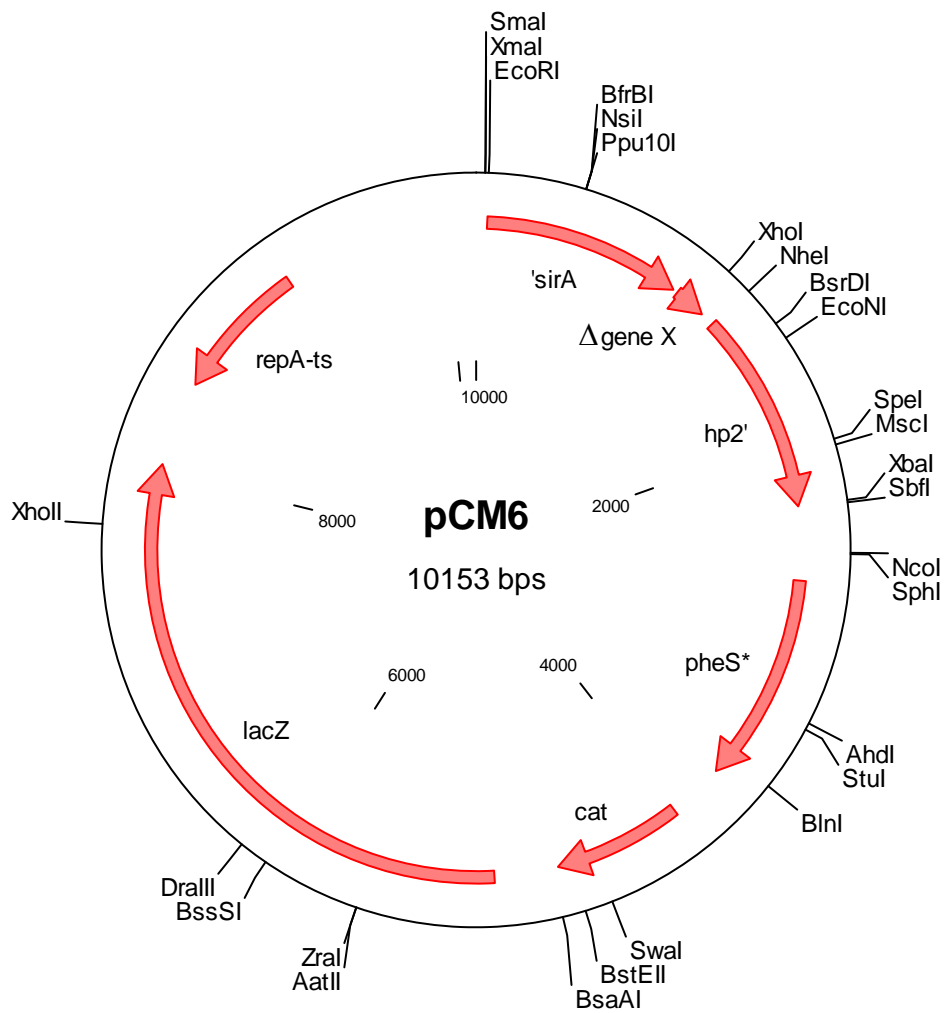 SmaI
XmaI
EcoRI
BfrBI
NsiI
Ppu10I
XhoI
NheI
BsrDI
EcoNI
'sirA
Δgene X
repA-ts
10000
hp2'
SpeI
MscI
XbaI
SbfI
XhoII
8000
2000
pCM6
10153 bps
NcoI
SphI
pheS*
4000
6000
lacZ
AhdI
StuI
BlnI
cat
DraIII
BssSI
ZraI
AatII
SwaI
BstEII
BsaAI